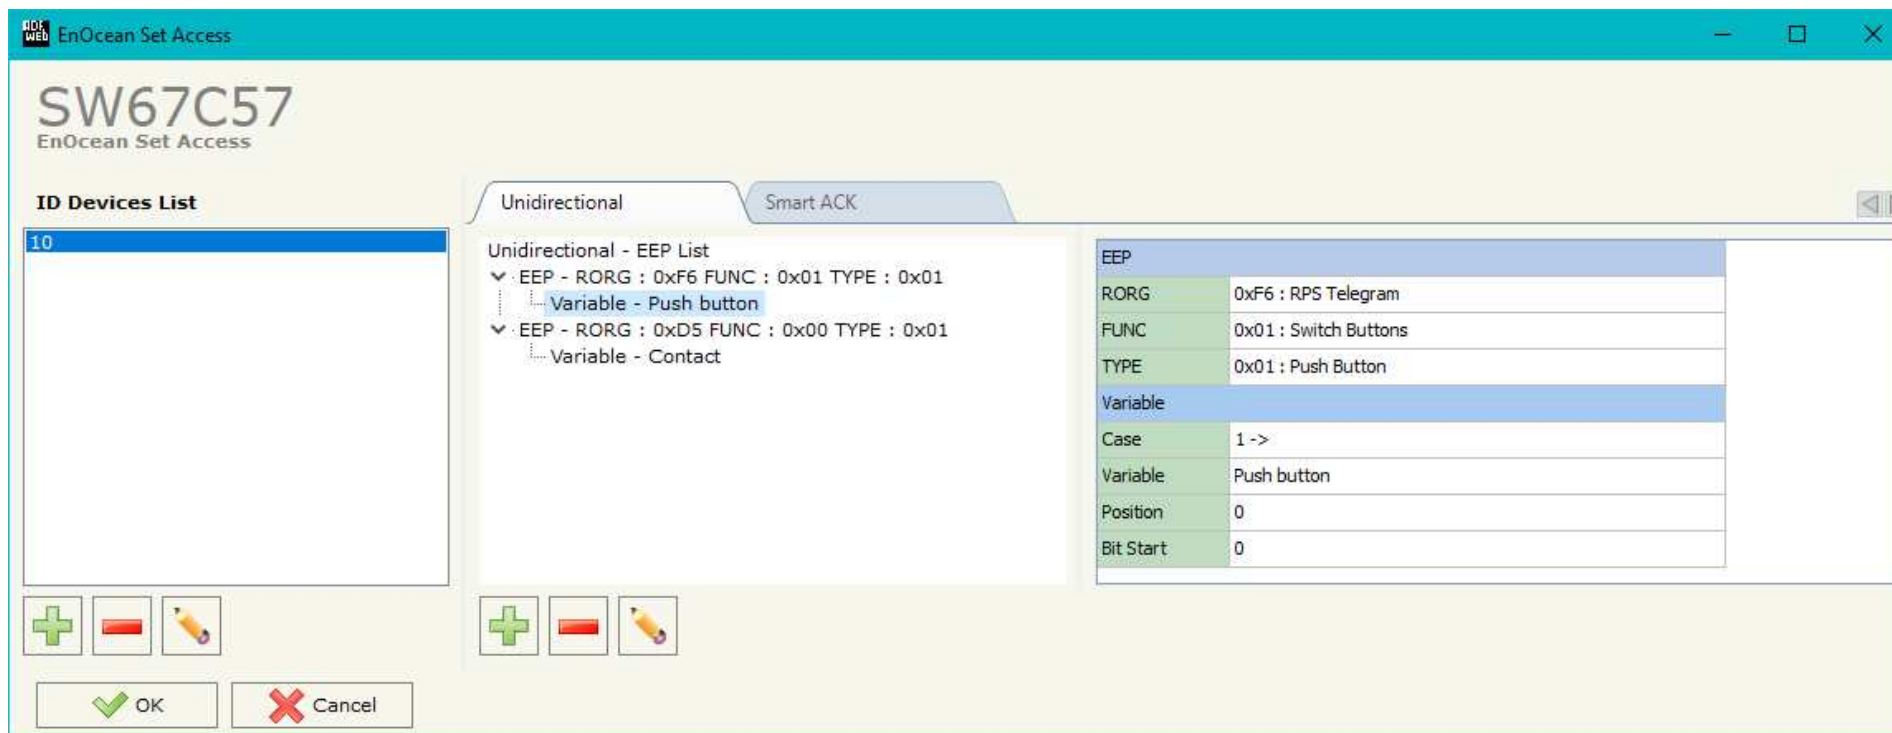 ADF
WEB EnOcean Set Access
SW67C57
EnOcean Set Access
ID Devices List
10
Unidirectional
Smart ACK
Unidirectional - EEP List
EEP - RORG : 0xF6 FUNC : 0x01 TYPE : 0x01
Variable - Push button
EEP - RORG : 0xD5 FUNC : 0x00 TYPE : 0x01
Variable - Contact
EEP
RORG 0xF6 : RPS Telegram
FUNC 0x01 : Switch Buttons
TYPE 0x01 : Push Button
Variable
Case 1 ->
Variable Push button
Position 0
Bit Start 0
OK
Cancel